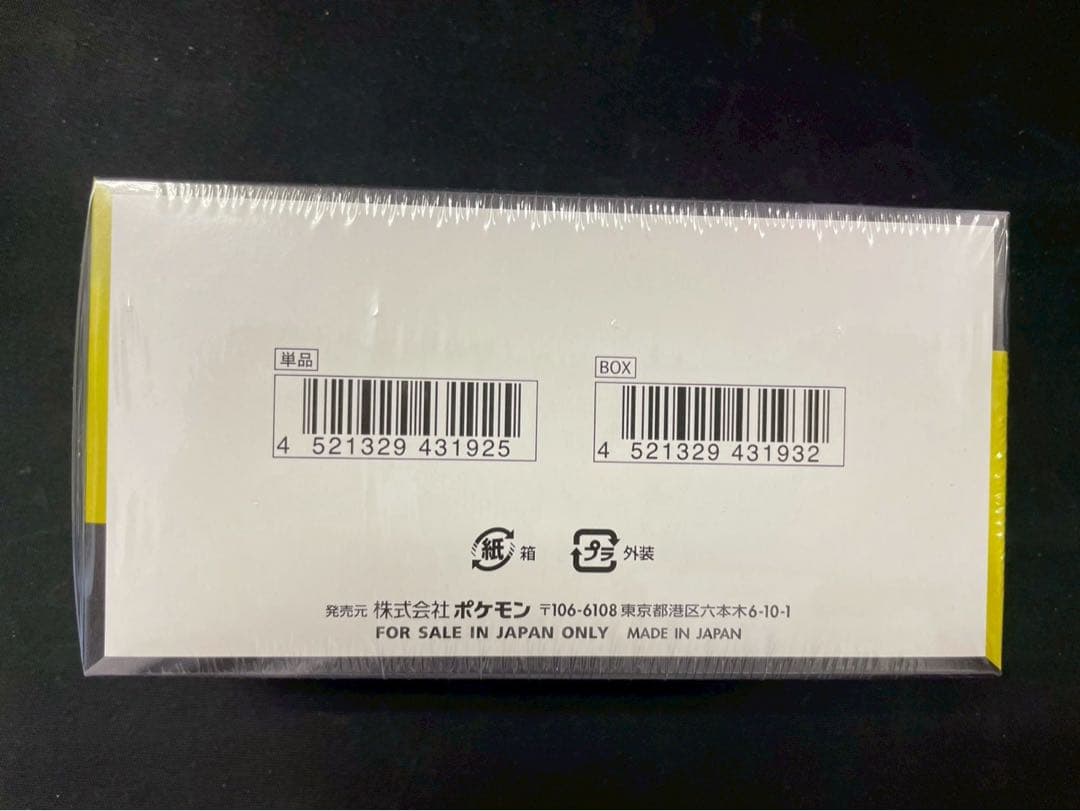 単品
4 521329 431925
BOX
4 521329 431932
紙 箱 プラ 外装
発売元 株式会社 ポケモン 〒106-6108 東京都港区六本木6-10-1
FOR SALE IN JAPAN ONLY MADE IN JAPAN